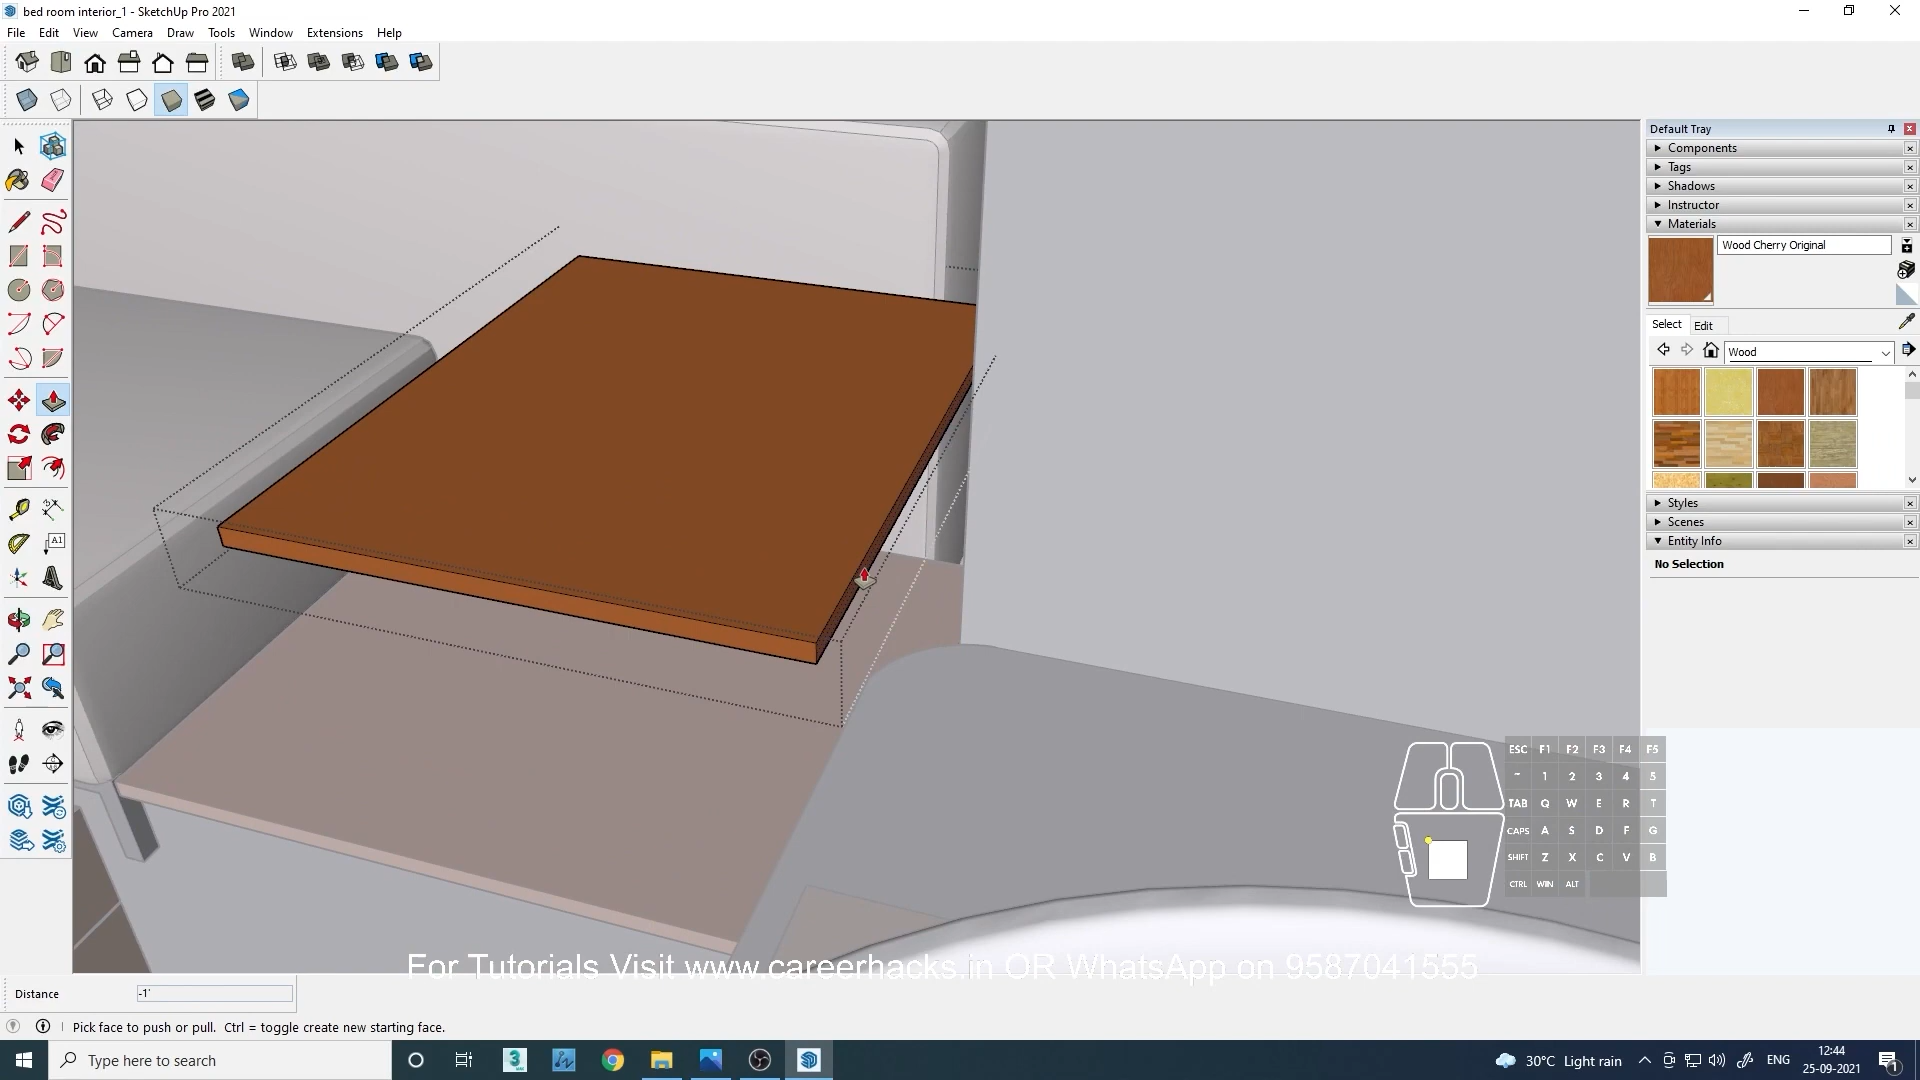 bed room interior_1 - SketchUp Pro 2021
File Edit View Camera Draw Tools Window Extensions Help
Default Tray
Components
Tags
Shadows
Instructor
Materials
Wood Cherry Original
Select Edit
Wood
Styles
Scenes
Entity Info
No Selection
A1
ESC F1 F2 F3 F4 F5
~ 1 2 3 4 5
TAB Q W E R T
CAPS A S D F G
SHIFT Z X C V B
CTRL WIN ALT
For Tutorials Visit www.careerhacks.in OR WhatsApp on 9587041555
Distance -1'
Pick face to push or pull. Ctrl = toggle create new starting face.
Type here to search
30°C Light rain
ENG
12:44
25-09-2021
1